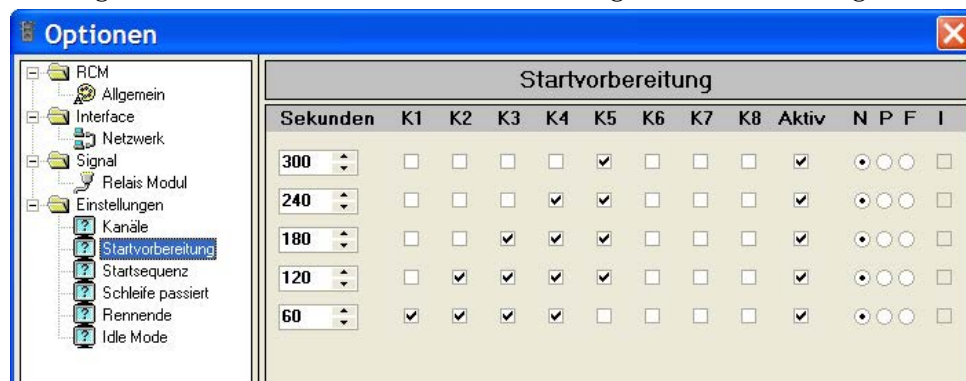 Optionen
RCM
Allgemein
Interface
Netzwerk
Signal
Relais Modul
Einstellungen
Kanäle
Startvorbereitung
Startsequenz
Schleife passiert
Rennende
Idle Mode
Startvorbereitung
Sekunden K1 K2 K3 K4 K5 K6 K7 K8 Aktiv N P F I
300
240
180
120
60